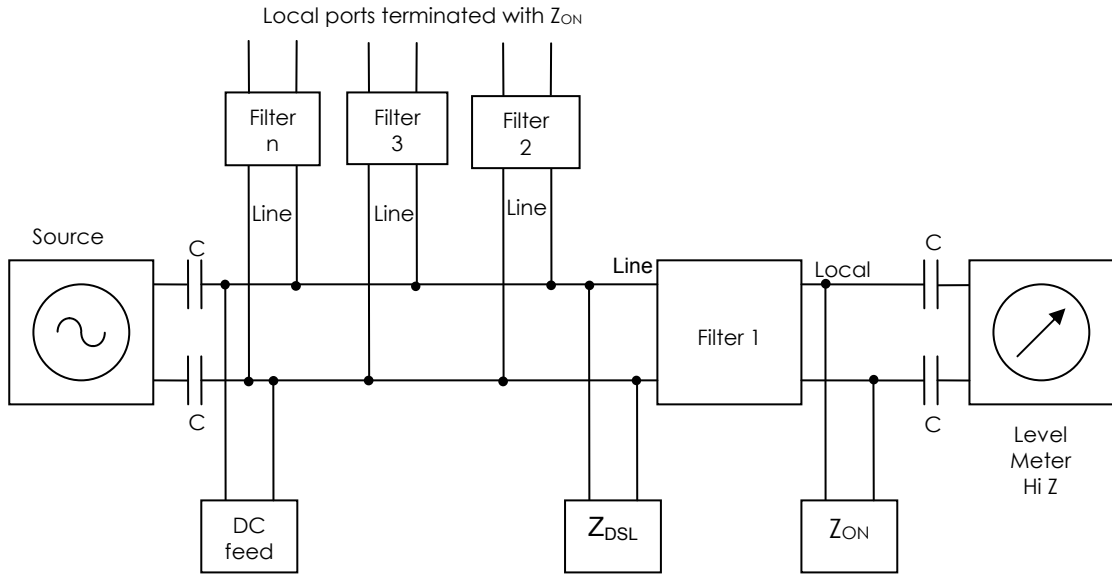 Local ports terminated with ZON
Filter
n
Filter
3
Filter
2
Line
Line
Line
Source
C
C
Line
Local
C
Filter 1
C
C
Level
Meter
Hi Z
DC
feed
ZDSL
ZON